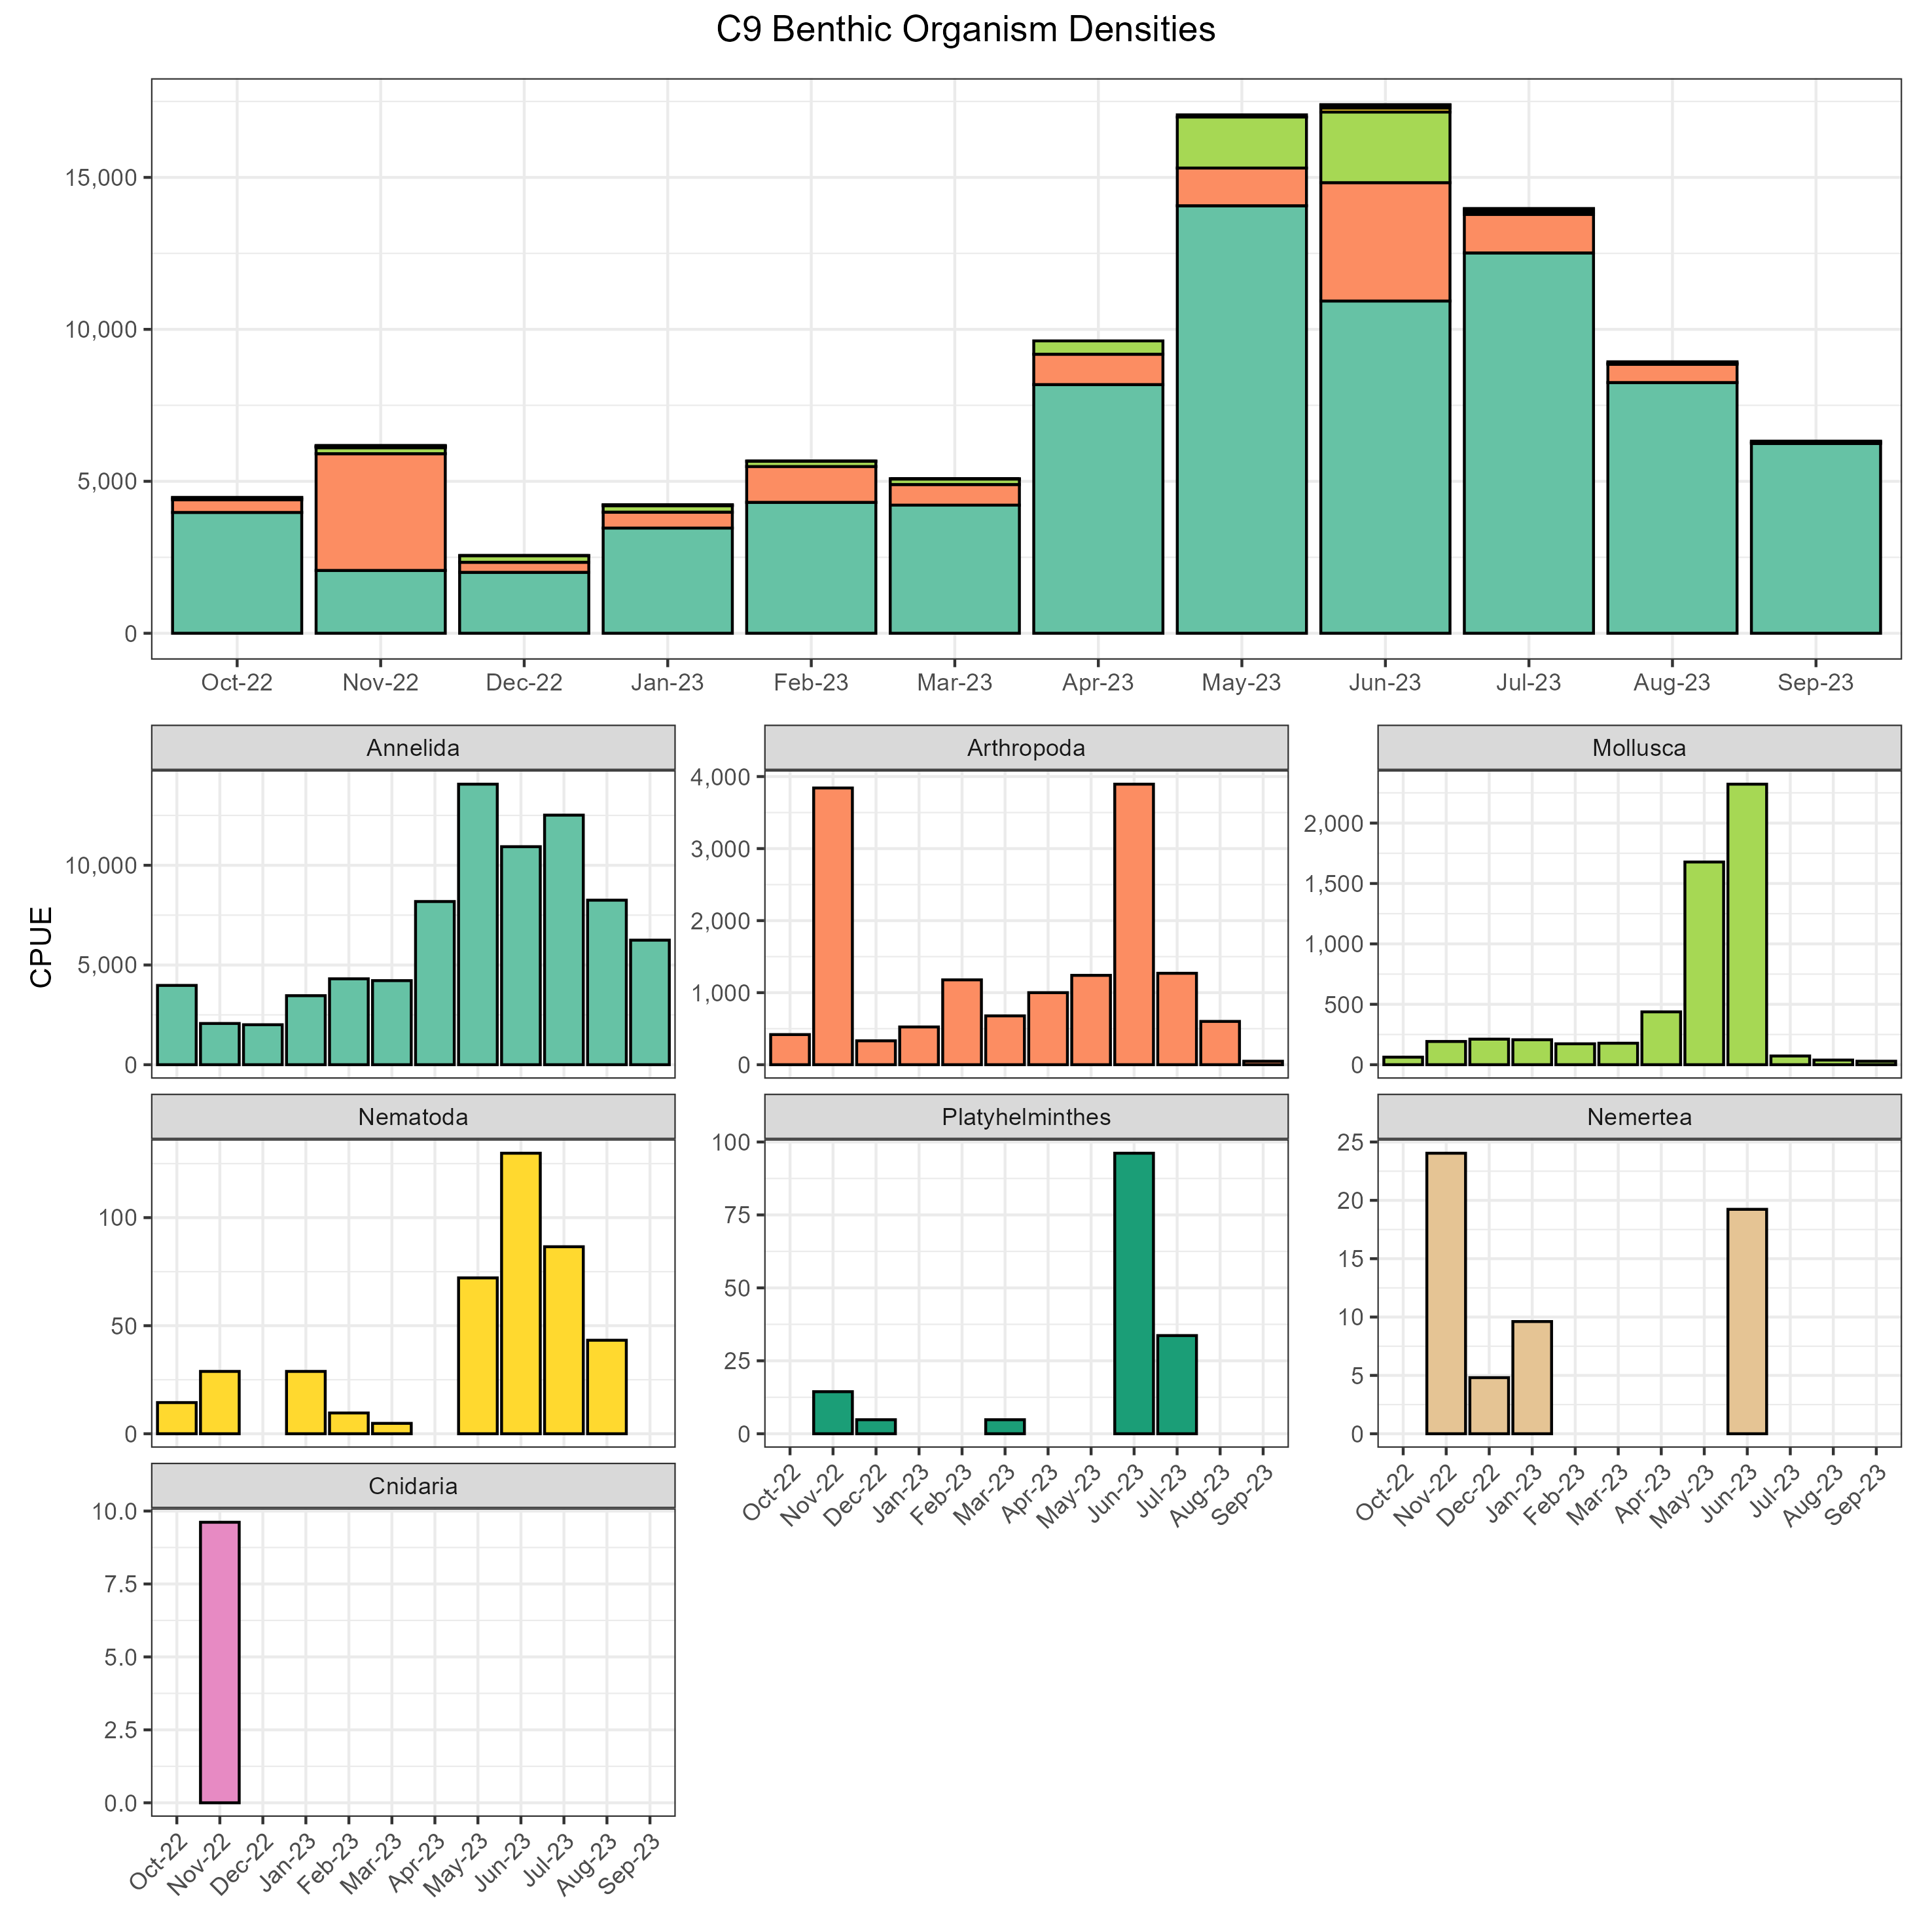 C9 Benthic Organism Densities
15,000
10,000
5,000
0
Oct-22 Nov-22 Dec-22 Jan-23 Feb-23 Mar-23 Apr-23 May-23 Jun-23 Jul-23 Aug-23 Sep-23
CPUE
Annelida
10,000
5,000
0
Arthropoda
4,000
3,000
2,000
1,000
0
Mollusca
2,000
1,500
1,000
500
0
Nematoda
100
50
0
Platyhelminthes
100
75
50
25
0
Oct-22 Nov-22 Dec-22 Jan-23 Feb-23 Mar-23 Apr-23 May-23 Jun-23 Jul-23 Aug-23 Sep-23
Nemertea
25
20
15
10
5
0
Oct-22 Nov-22 Dec-22 Jan-23 Feb-23 Mar-23 Apr-23 May-23 Jun-23 Jul-23 Aug-23 Sep-23
Cnidaria
10.0
7.5
5.0
2.5
0.0
Oct-22 Nov-22 Dec-22 Jan-23 Feb-23 Mar-23 Apr-23 May-23 Jun-23 Jul-23 Aug-23 Sep-23